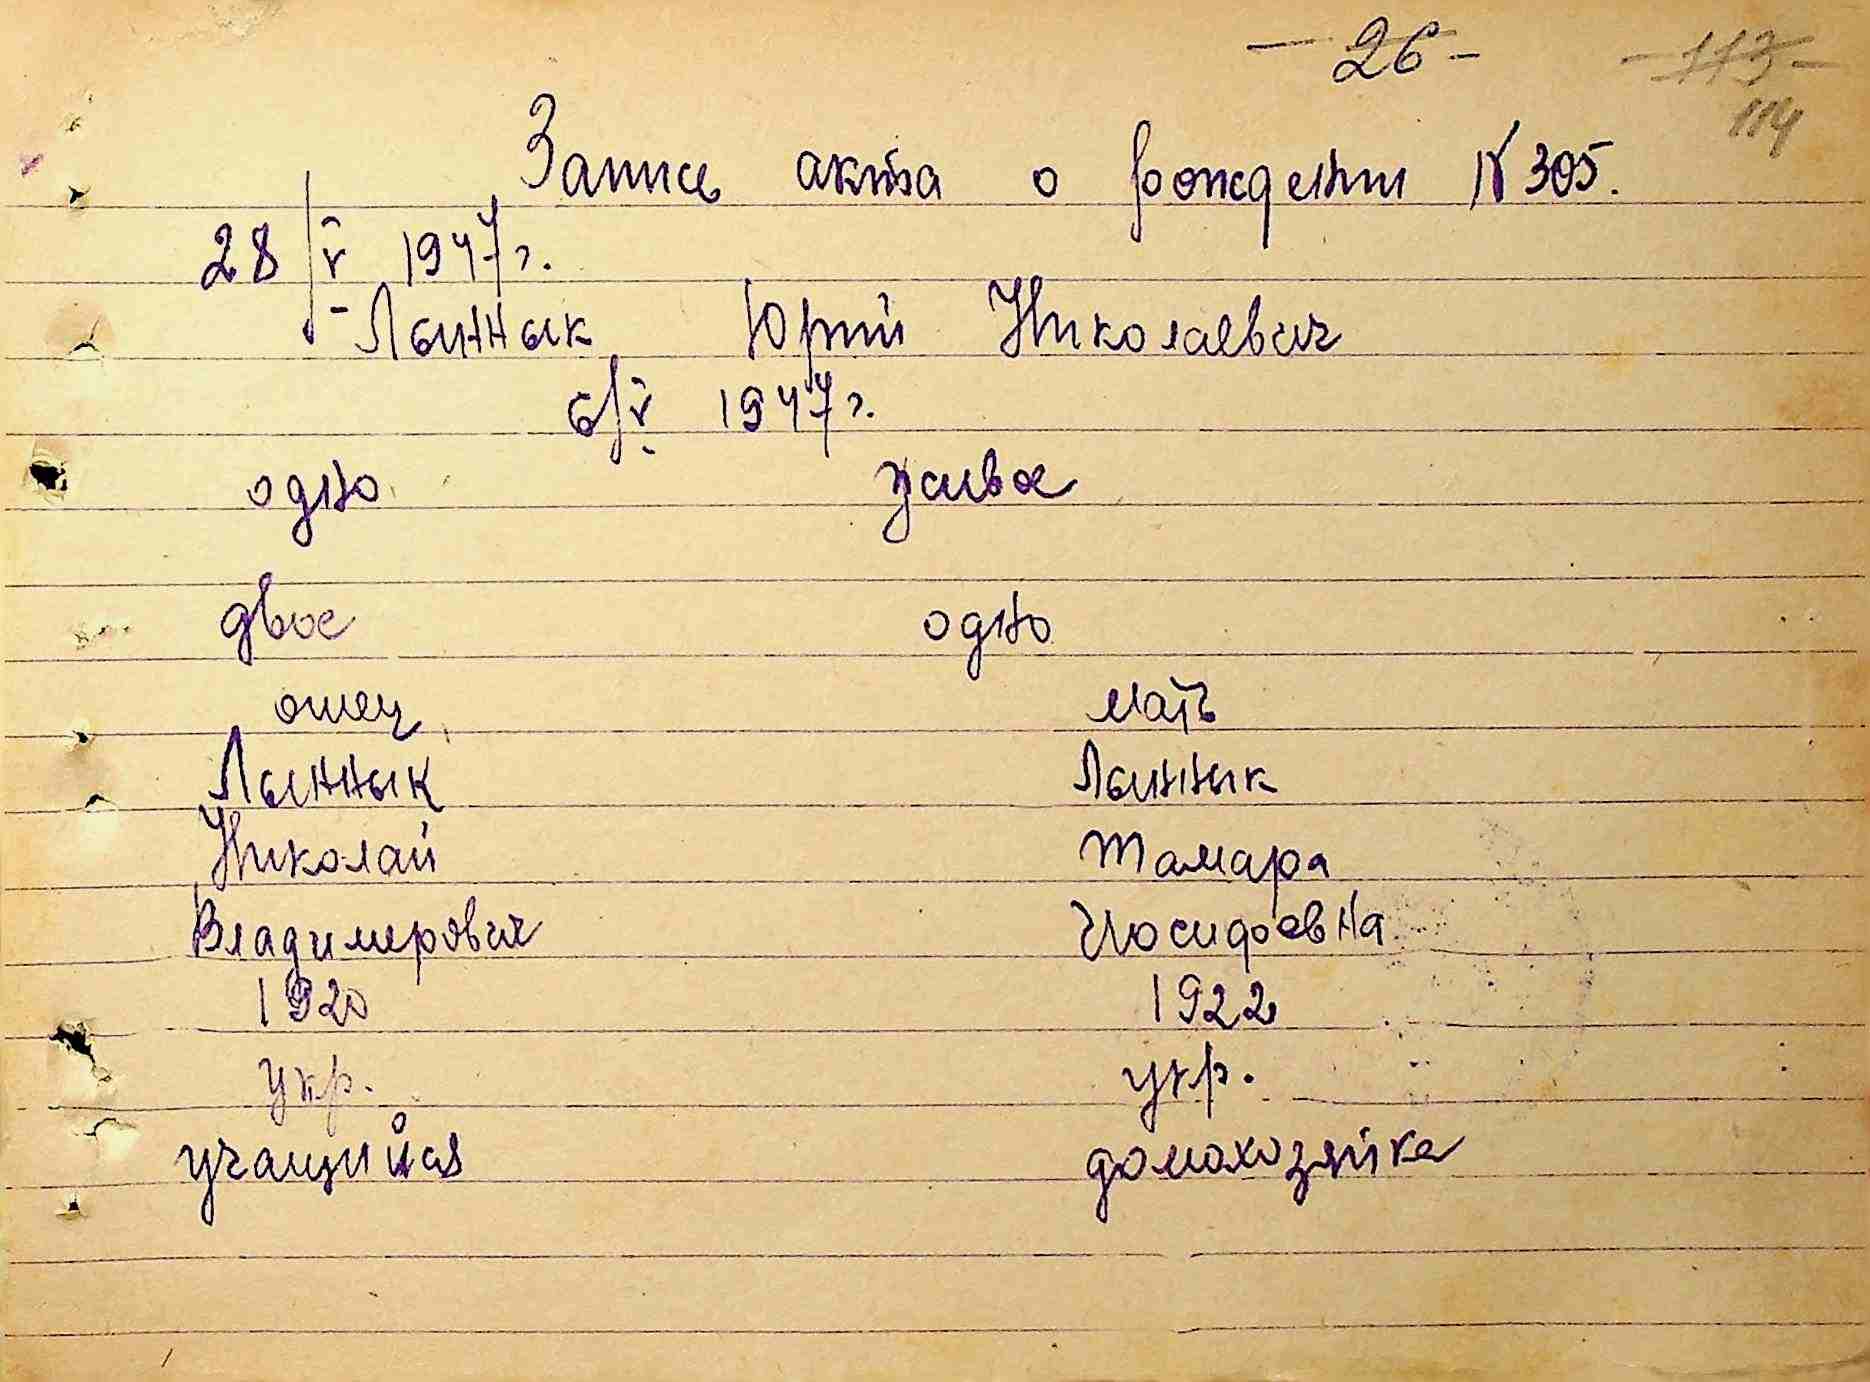 - 26 -
- 113 -
114
Запись акта о рождении N 305.
28/V 1947 г.
Лынник Юрий Николаевич
6/V 1947 г.
одно живое
двое одно
отец мать
Лынник Лынник
Николай Тамара
Владимирович Иосифовна
1920 1922
укр. укр.
учащийся домохозяйка